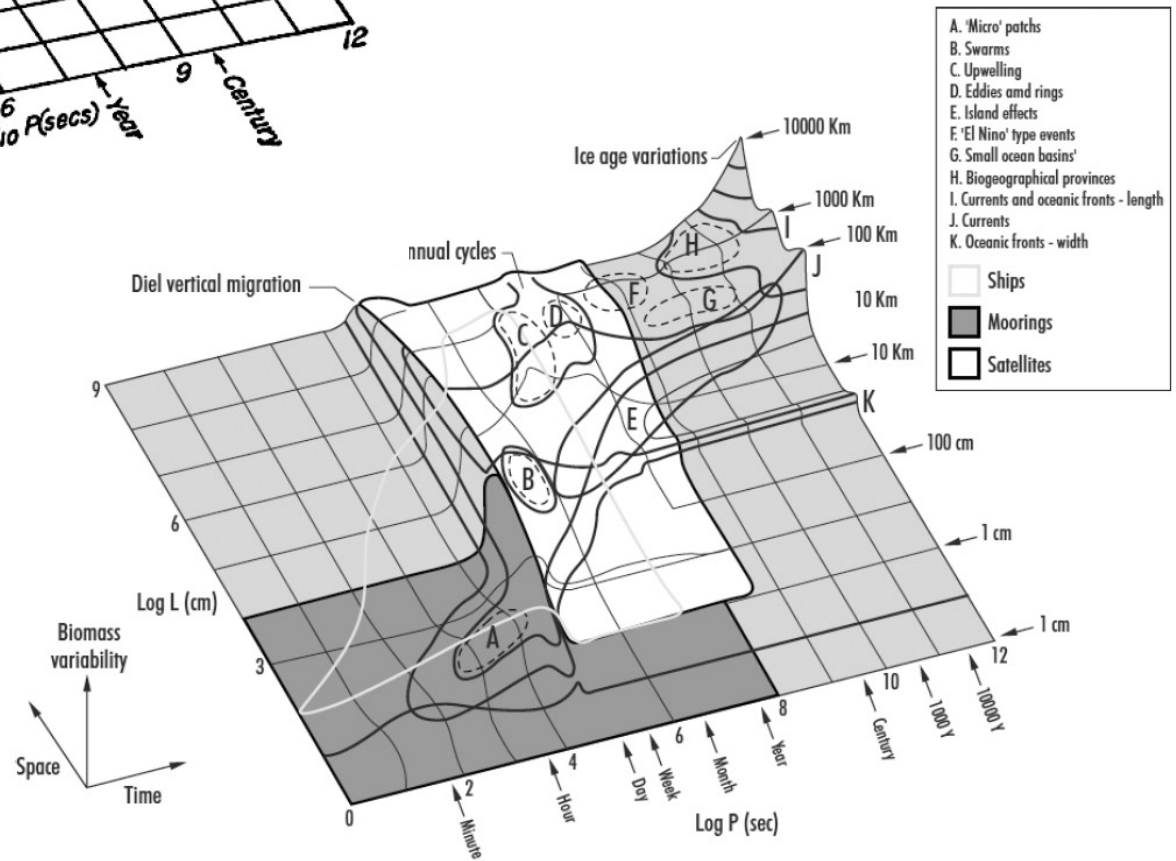 12
9
6
10 P(secs)
Year
Century
A. 'Micro' patchs
B. Swarms
C. Upwelling
D. Eddies amd rings
E. Island effects
F. 'El Nino' type events
G. Small ocean basins'
H. Biogeographical provinces
I. Currents and oceanic fronts - length
J. Currents
K. Oceanic fronts - width
Ships
Moorings
Satellites
10000 Km
Ice age variations
1000 Km
I
100 Km
H
J
nnual cycles
Diel vertical migration
F
G
10 Km
D
C
10 Km
9
K
E
100 cm
B
6
1 cm
Log L (cm)
Biomass
variability
A
1 cm
3
12
10
10000 Y
1000 Y
Century
8
Year
Space
Time
6
Month
Week
Day
4
Hour
2
Minute
0
Log P (sec)